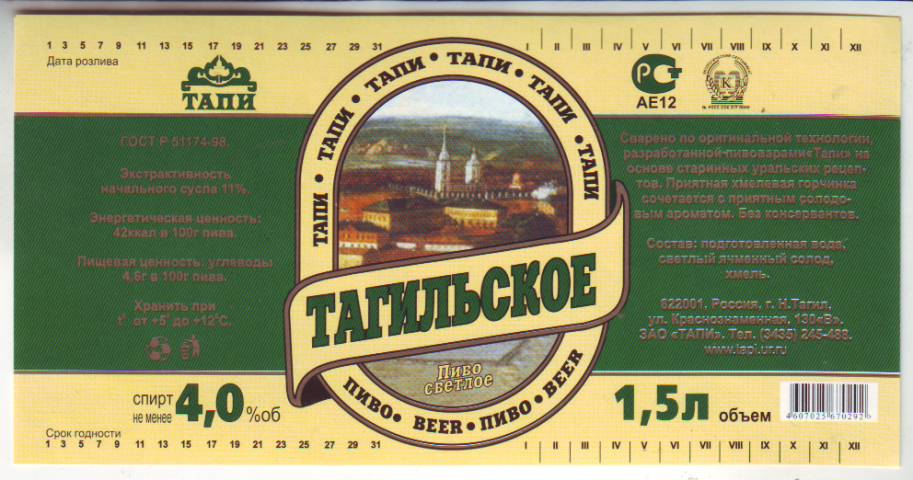 1 3 5 7 9 11 13 15 17 19 21 23 25 27 29 31
I II III IV V VI VII VIII IX X XI XII
Дата розлива
ТАПИ
ТАПИ • ТАПИ • ТАПИ • ТАПИ • ТАПИ • ТАПИ • ТАПИ
РС
АЕ12
К
ГОСТ Р 51174-98.
Экстрактивность
начального сусла 11%.
Энергетическая ценность:
42ккал в 100г пива.
Пищевая ценность: углеводы
4,6г в 100г пива.
Хранить при
t° от +5° до +12°С.
ТАГИЛЬСКОЕ
Пиво
светлое
ПИВО • BEER • ПИВО • BEER
Сварено по оригинальной технологии,
разработанной пивоварами «Тапи» на
основе старинных уральских рецеп-
тов. Приятная хмелевая горчинка
сочетается с приятным солодо-
вым ароматом. Без консервантов.
Состав: подготовленная вода,
светлый ячменный солод,
хмель.
622001, Россия, г. Н.Тагил,
ул. Краснознаменная, 130«В».
ЗАО «ТАПИ». Тел. (3435) 245-488.
www.tapi.ur.ru
спирт
не менее 4,0 %об
1,5л объем
4607025670292
Срок годности
1 3 5 7 9 11 13 15 17 19 21 23 25 27 29 31
I II III IV V VI VII VIII IX X XI XII